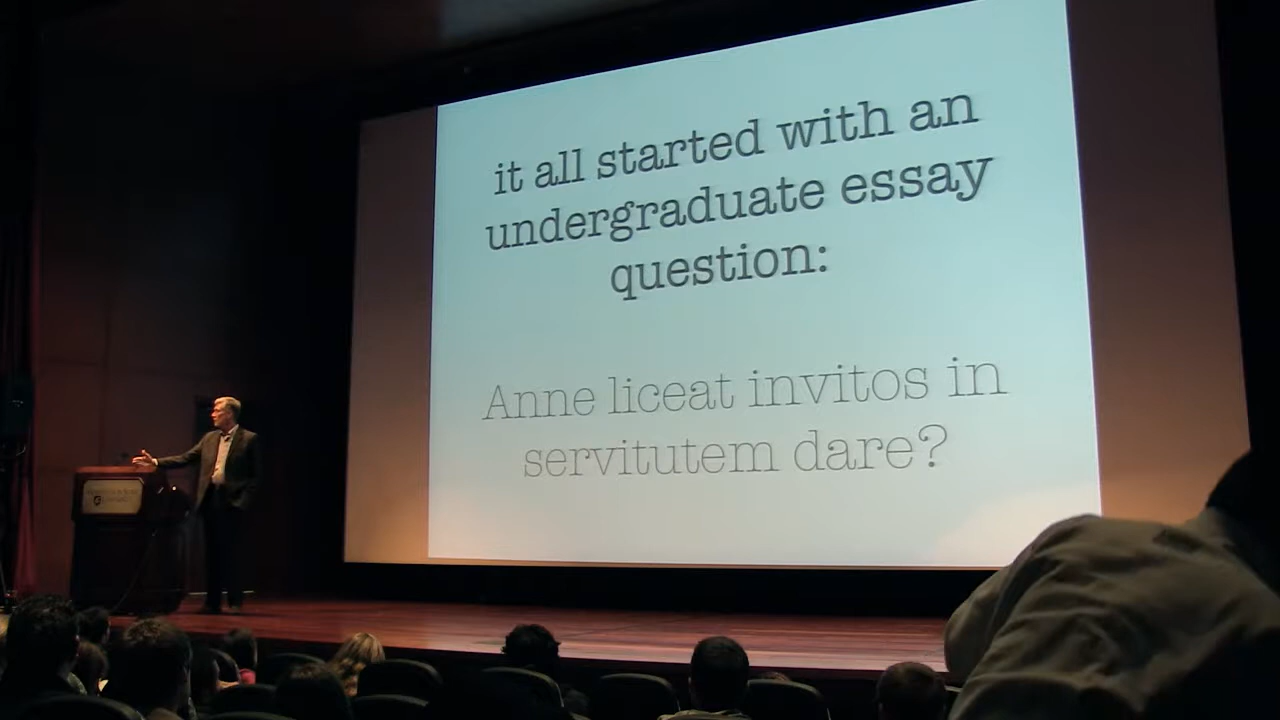 it all started with an
undergraduate essay
question:
Anne liceat invitos in
servitutem dare?